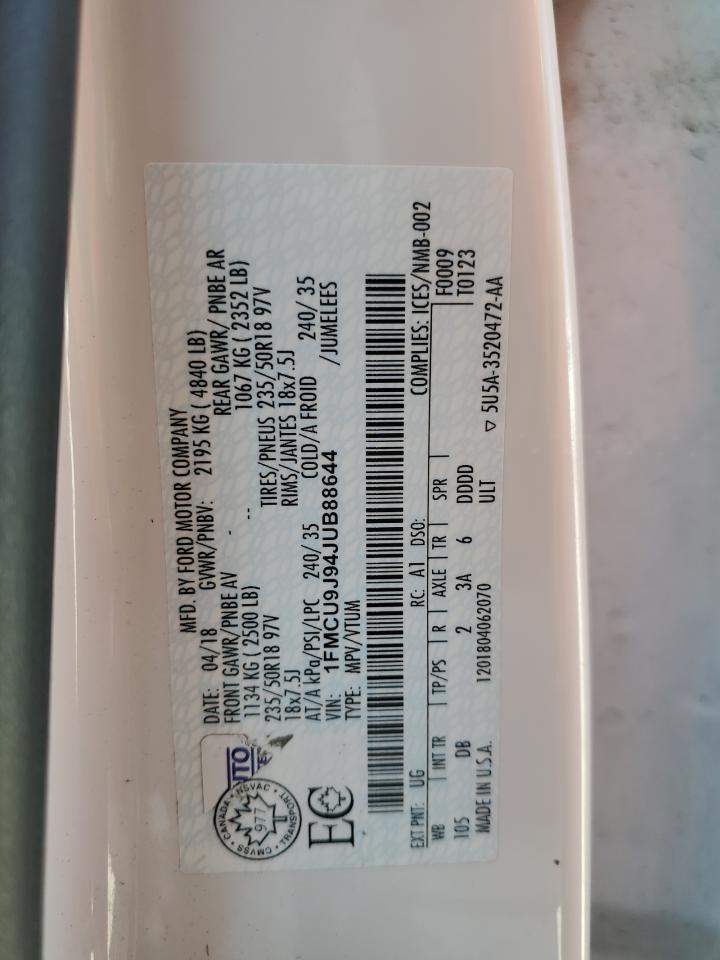 MFD. BY FORD MOTOR COMPANY
DATE: 04/18 GVWR/PNBV: 2195 KG ( 4840 LB)
FRONT GAWR/PNBE AV REAR GAWR/ PNBE AR
1134 KG ( 2500 LB) - 1067 KG ( 2352 LB)
235/50R18 97V -- TIRES/PNEUS 235/50R18 97V
18x7.5J RIMS/JANTES 18x7.5J
AT/A kPa/PSI/LPC 240/ 35 COLD/A FROID 240/ 35
VIN: 1FMCU9J94JUB88644 /JUMELEES
TYPE: MPV/VTUM
CANADA • NSVAC • TRANSPORT • CMVSS •
977
EC
EXT PNT: UG RC: A1 DSO: COMPLIES: ICES/NMB-002
WB | INT TR | TP/PS | R | AXLE | TR | SPR F0009
105 DB 2 3A 6 DDDD T0123
MADE IN U.S.A. 1201804062070 ULT ▽ 5U5A-3520472-AA